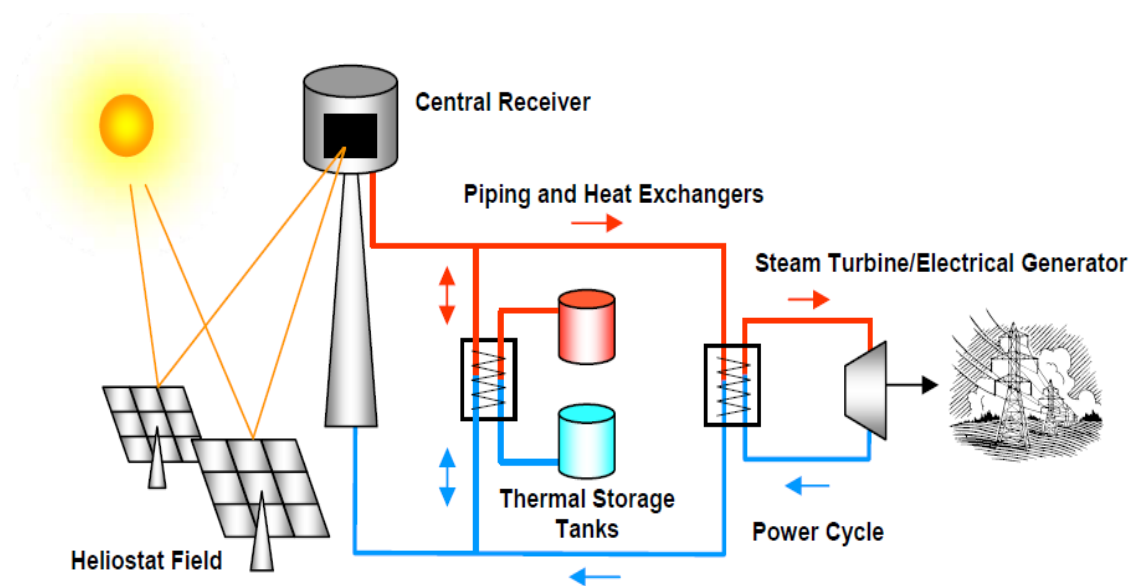 Central Receiver
Piping and Heat Exchangers
Steam Turbine/Electrical Generator
Thermal Storage
Tanks
Power Cycle
Heliostat Field